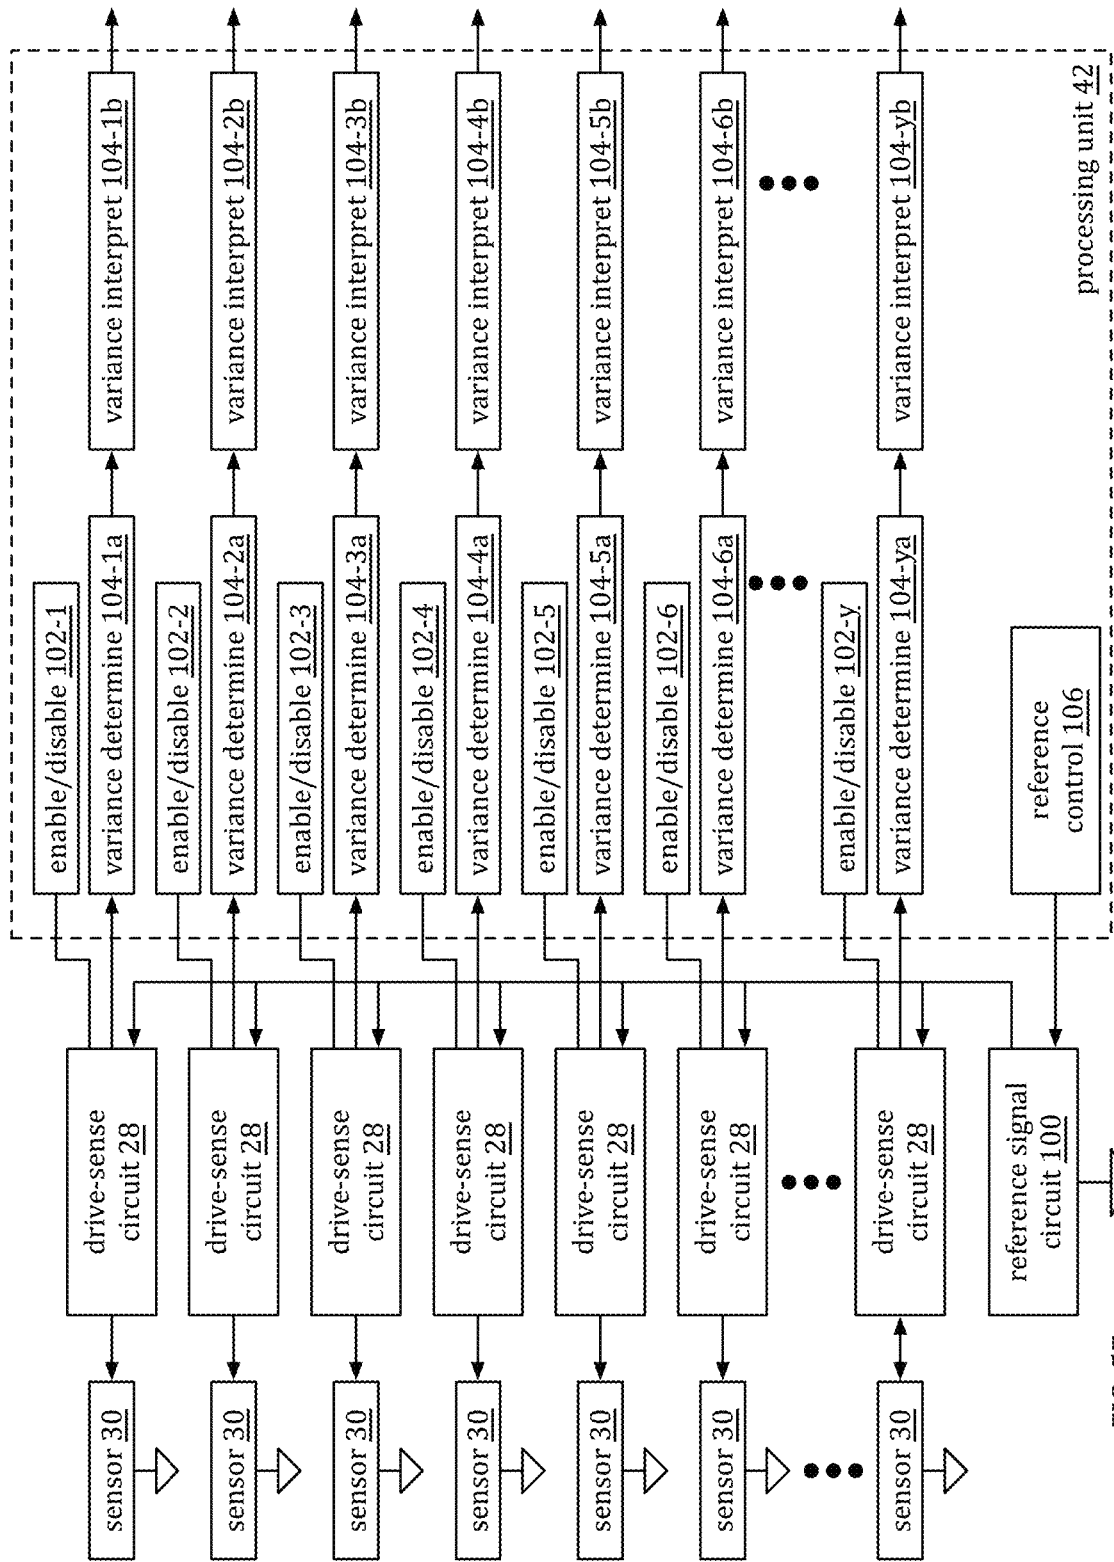 sensor 30
drive-sense
circuit 28
enable/disable 102-1
variance determine 104-1a
variance interpret 104-1b
sensor 30
drive-sense
circuit 28
enable/disable 102-2
variance determine 104-2a
variance interpret 104-2b
sensor 30
drive-sense
circuit 28
enable/disable 102-3
variance determine 104-3a
variance interpret 104-3b
sensor 30
drive-sense
circuit 28
enable/disable 102-4
variance determine 104-4a
variance interpret 104-4b
sensor 30
drive-sense
circuit 28
enable/disable 102-5
variance determine 104-5a
variance interpret 104-5b
sensor 30
drive-sense
circuit 28
enable/disable 102-6
variance determine 104-6a
variance interpret 104-6b
sensor 30
drive-sense
circuit 28
enable/disable 102-y
variance determine 104-ya
variance interpret 104-yb
reference signal
circuit 100
reference
control 106
processing unit 42